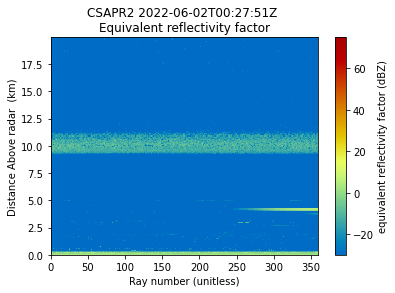 CSAPR2 2022-06-02T00:27:51Z
Equivalent reflectivity factor
17.5
15.0
12.5
10.0
7.5
5.0
2.5
0.0
Distance Above radar (km)
0 50 100 150 200 250 300 350
Ray number (unitless)
60
40
20
0
−20
equivalent reflectivity factor (dBZ)